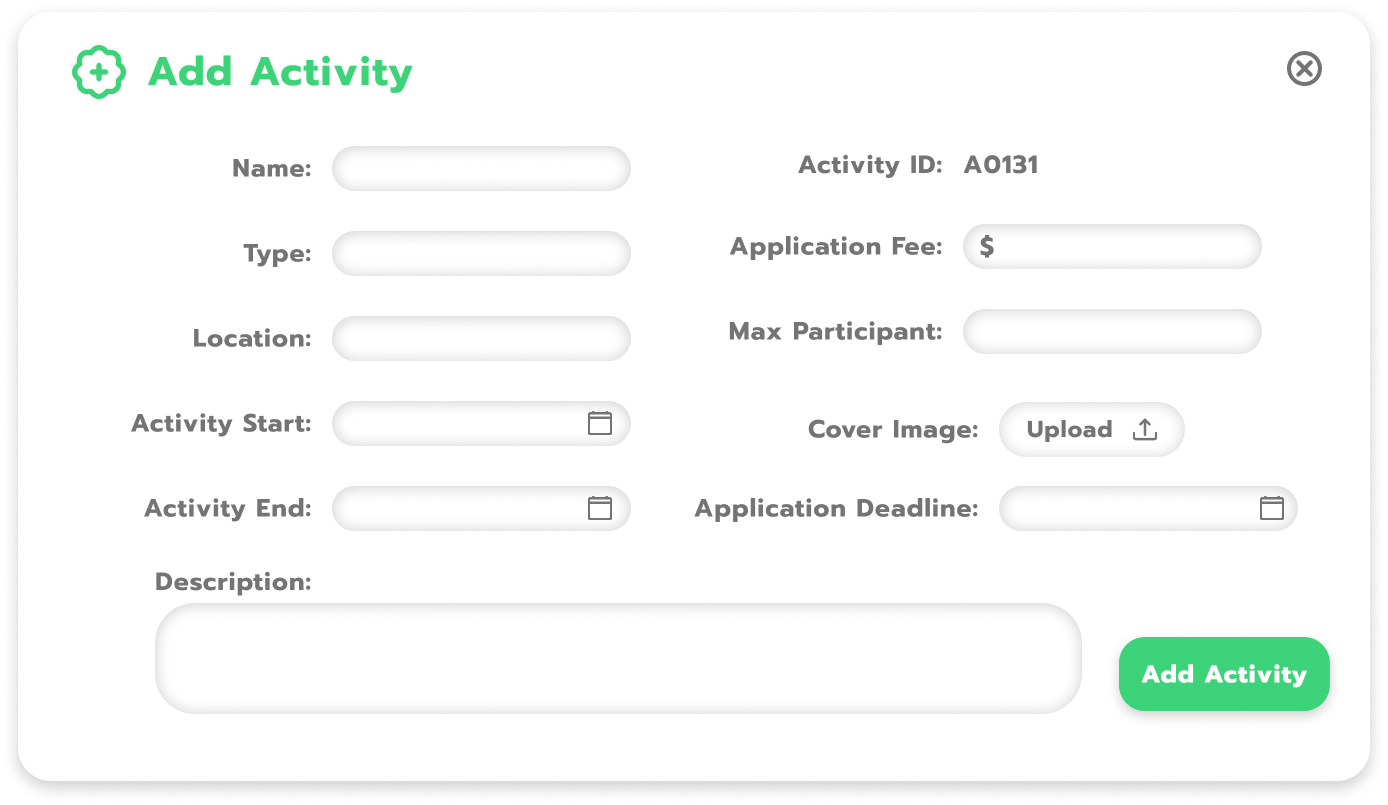 Add Activity
Name:
Activity ID: A0131
Type:
Application Fee: $
Location:
Max Participant:
Activity Start:
Cover Image: Upload
Activity End:
Application Deadline:
Description:
Add Activity